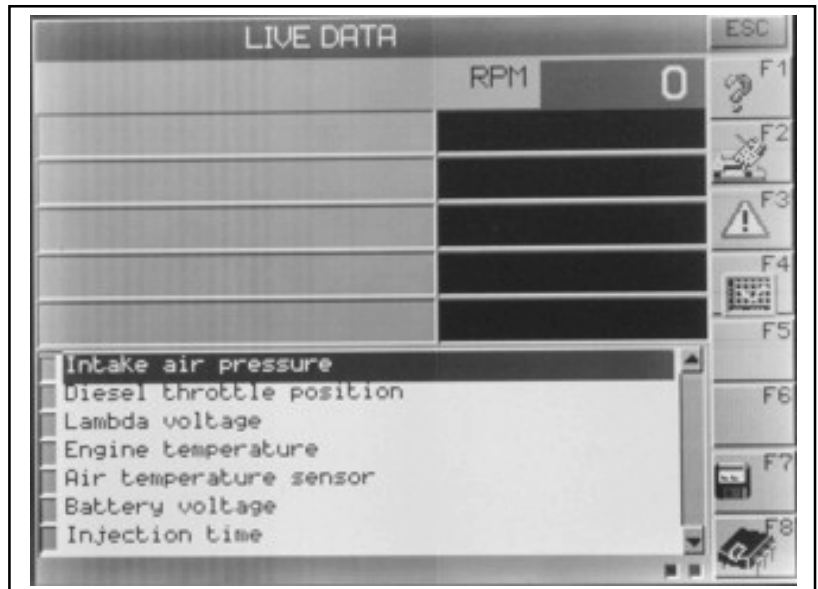 LIVE DATA
ESC
RPM 0
F1
F2
F3
F4
F5
F6
F7
F8
Intake air pressure
Diesel throttle position
Lambda voltage
Engine temperature
Air temperature sensor
Battery voltage
Injection time